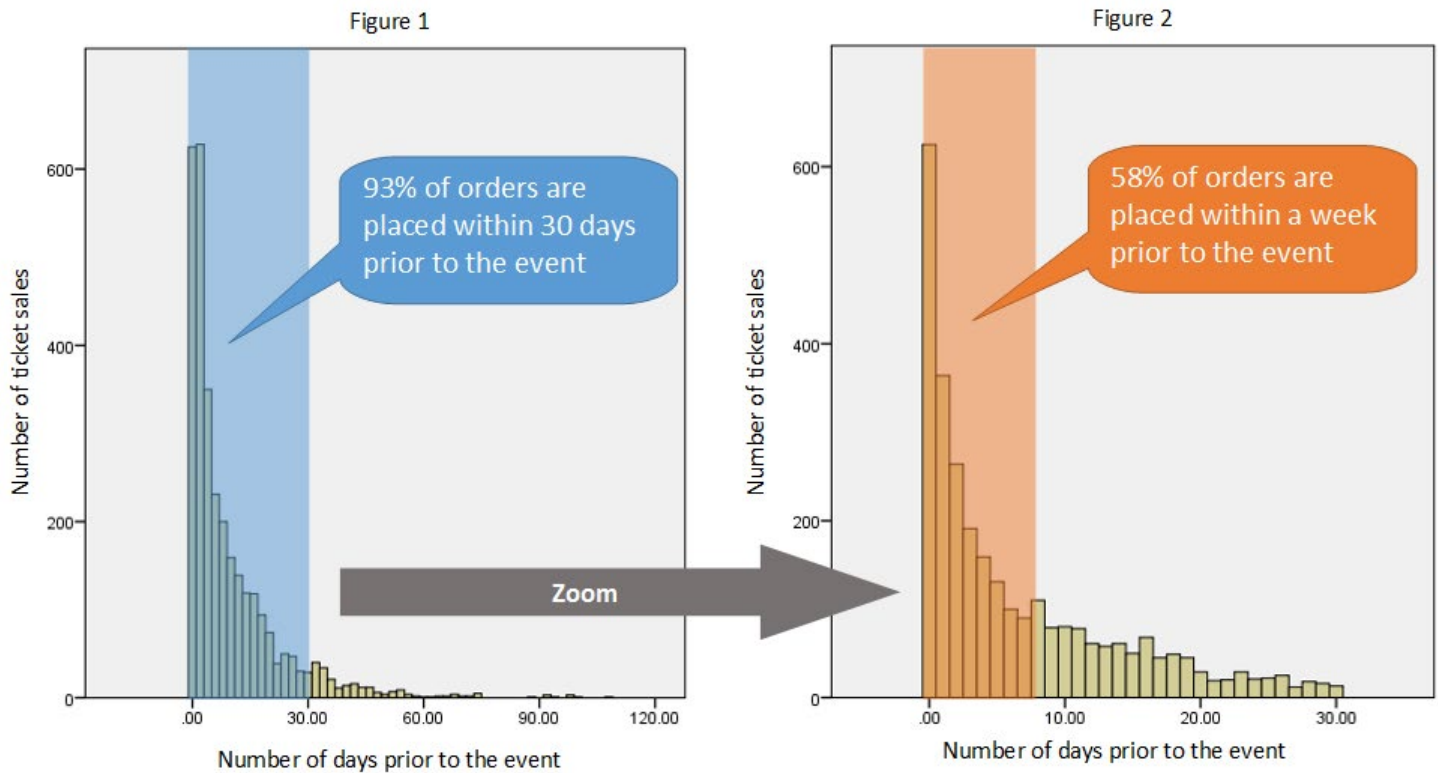 Figure 1
Figure 2
93% of orders are
placed within 30 days
prior to the event
58% of orders are
placed within a week
prior to the event
Number of ticket sales
600
400
200
0
Number of ticket sales
600
400
200
0
Zoom
.00
30.00
60.00
90.00
120.00
.00
10.00
20.00
30.00
Number of days prior to the event
Number of days prior to the event